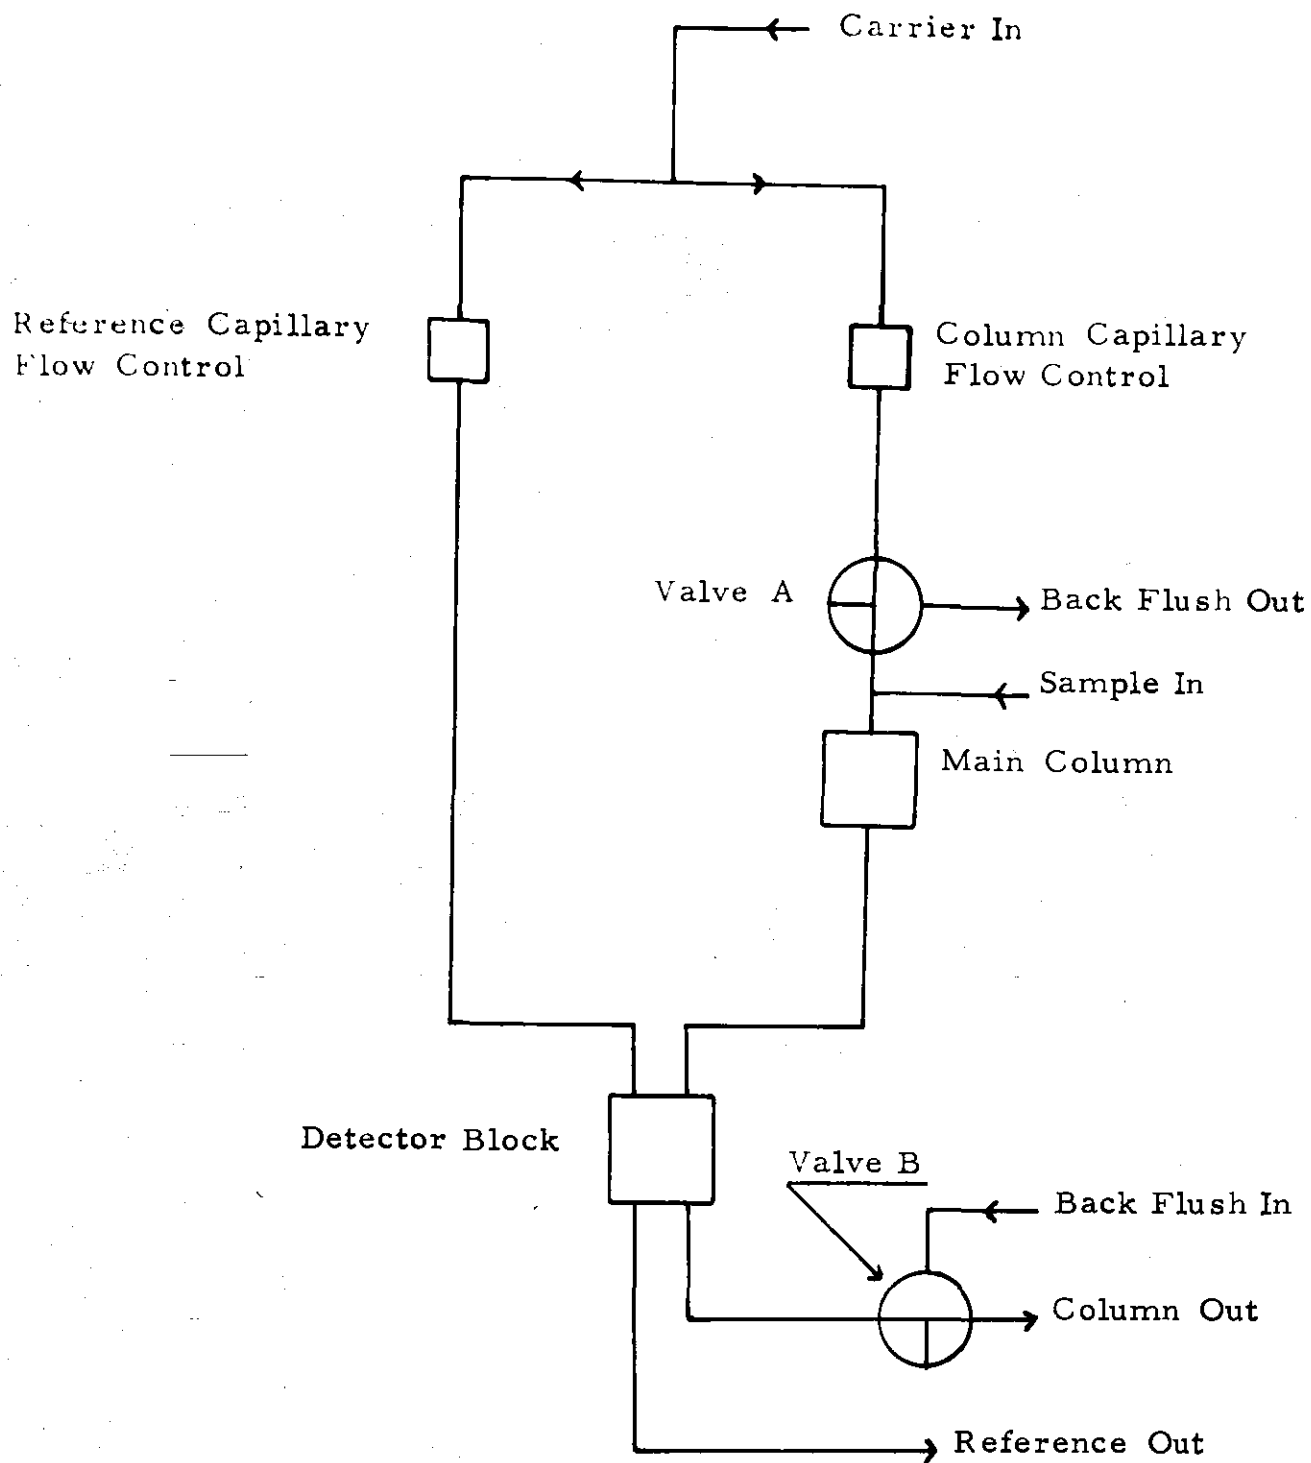 Carrier In
Reference Capillary
Flow Control
Column Capillary
Flow Control
Valve A
Back Flush Out
Sample In
Main Column
Detector Block
Valve B
Back Flush In
Column Out
Reference Out